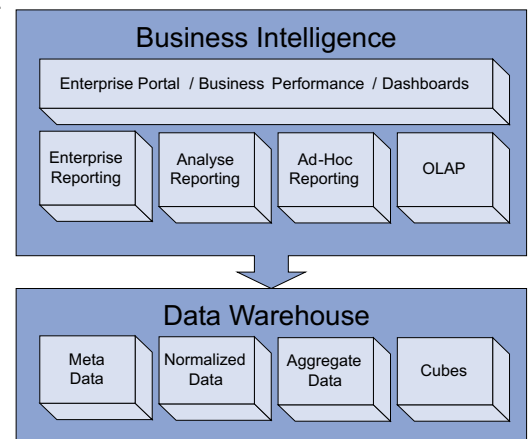 Business Intelligence
Enterprise Portal / Business Performance / Dashboards
Enterprise
Reporting
Analyse
Reporting
Ad-Hoc
Reporting
OLAP
Data Warehouse
Meta
Data
Normalized
Data
Aggregate
Data
Cubes